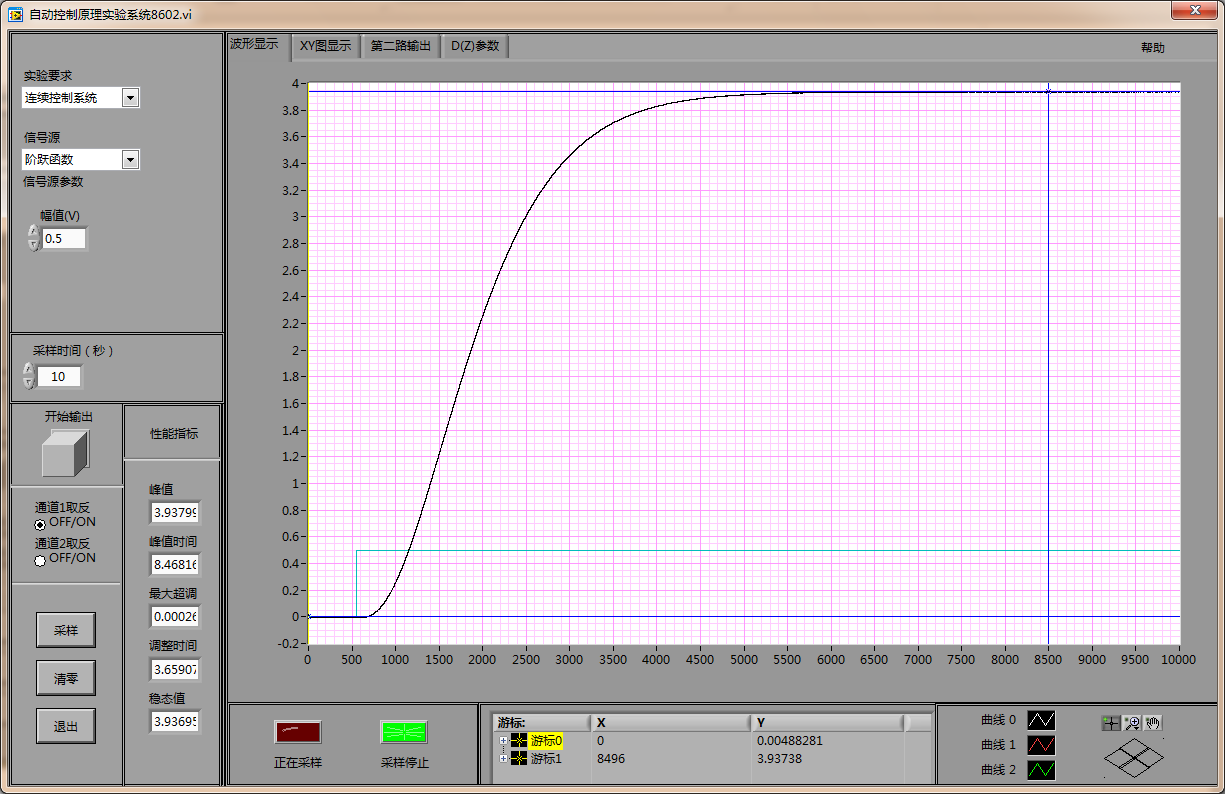 自动控制原理实验系统8602.vi
波形显示
XY图显示
第二路输出
D(Z)参数
帮助
实验要求
连续控制系统
信号源
阶跃函数
信号源参数
幅值(V)
0.5
采样时间（秒）
10
开始输出
通道1取反
OFF/ON
通道2取反
OFF/ON
采样
清零
退出
性能指标
峰值
3.93799
峰值时间
8.46816
最大超调
0.00026
调整时间
3.65907
稳态值
3.93695
4
3.8
3.6
3.4
3.2
3
2.8
2.6
2.4
2.2
2
1.8
1.6
1.4
1.2
1
0.8
0.6
0.4
0.2
0
-0.2
0 500 1000 1500 2000 2500 3000 3500 4000 4500 5000 5500 6000 6500 7000 7500 8000 8500 9000 9500 10000
正在采样
采样停止
游标: X Y
游标0 0 0.00488281
游标1 8496 3.93738
曲线 0
曲线 1
曲线 2